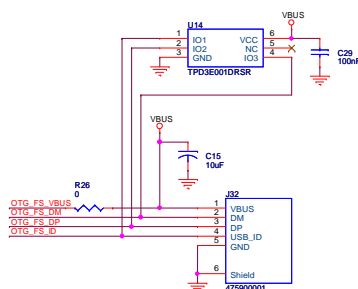 VBUS
U14
1 IO1 VCC 6
2 IO2 NC 5
3 GND IO3 4
TPD3E001DRSR
C29
100nF
VBUS
C15
10uF
R26
0
J32
OTG_FS_VBUS 1 VBUS
OTG_FS_DM 2 DM
OTG_FS_DP 3 DP
OTG_FS_ID 4 USB_ID
5 GND
6 Shield
475900001